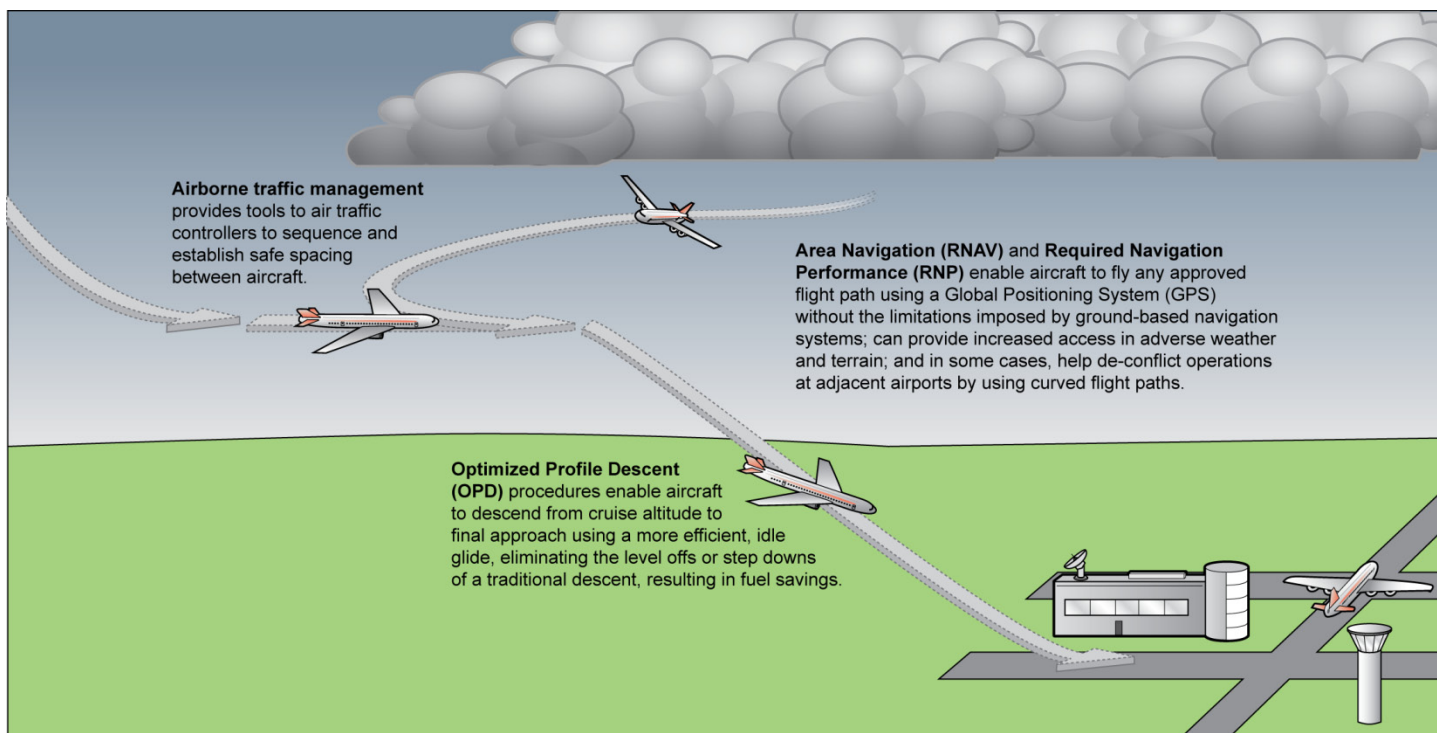 Airborne traffic management
provides tools to air traffic
controllers to sequence and
establish safe spacing
between aircraft.
Area Navigation (RNAV) and Required Navigation
Performance (RNP) enable aircraft to fly any approved
flight path using a Global Positioning System (GPS)
without the limitations imposed by ground-based navigation
systems; can provide increased access in adverse weather
and terrain; and in some cases, help de-conflict operations
at adjacent airports by using curved flight paths.
Optimized Profile Descent
(OPD) procedures enable aircraft
to descend from cruise altitude to
final approach using a more efficient, idle
glide, eliminating the level offs or step downs
of a traditional descent, resulting in fuel savings.